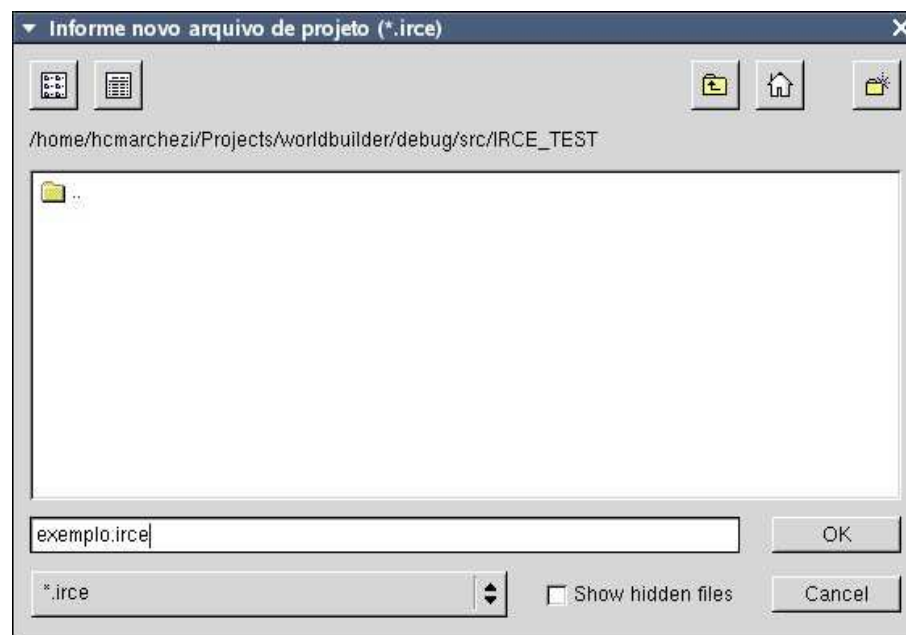 Informe novo arquivo de projeto (*.irce)
/home/hcmarchezi/Projects/worldbuilder/debug/src/IRCE_TEST
..
exemplo.irce
OK
*.irce
Show hidden files
Cancel